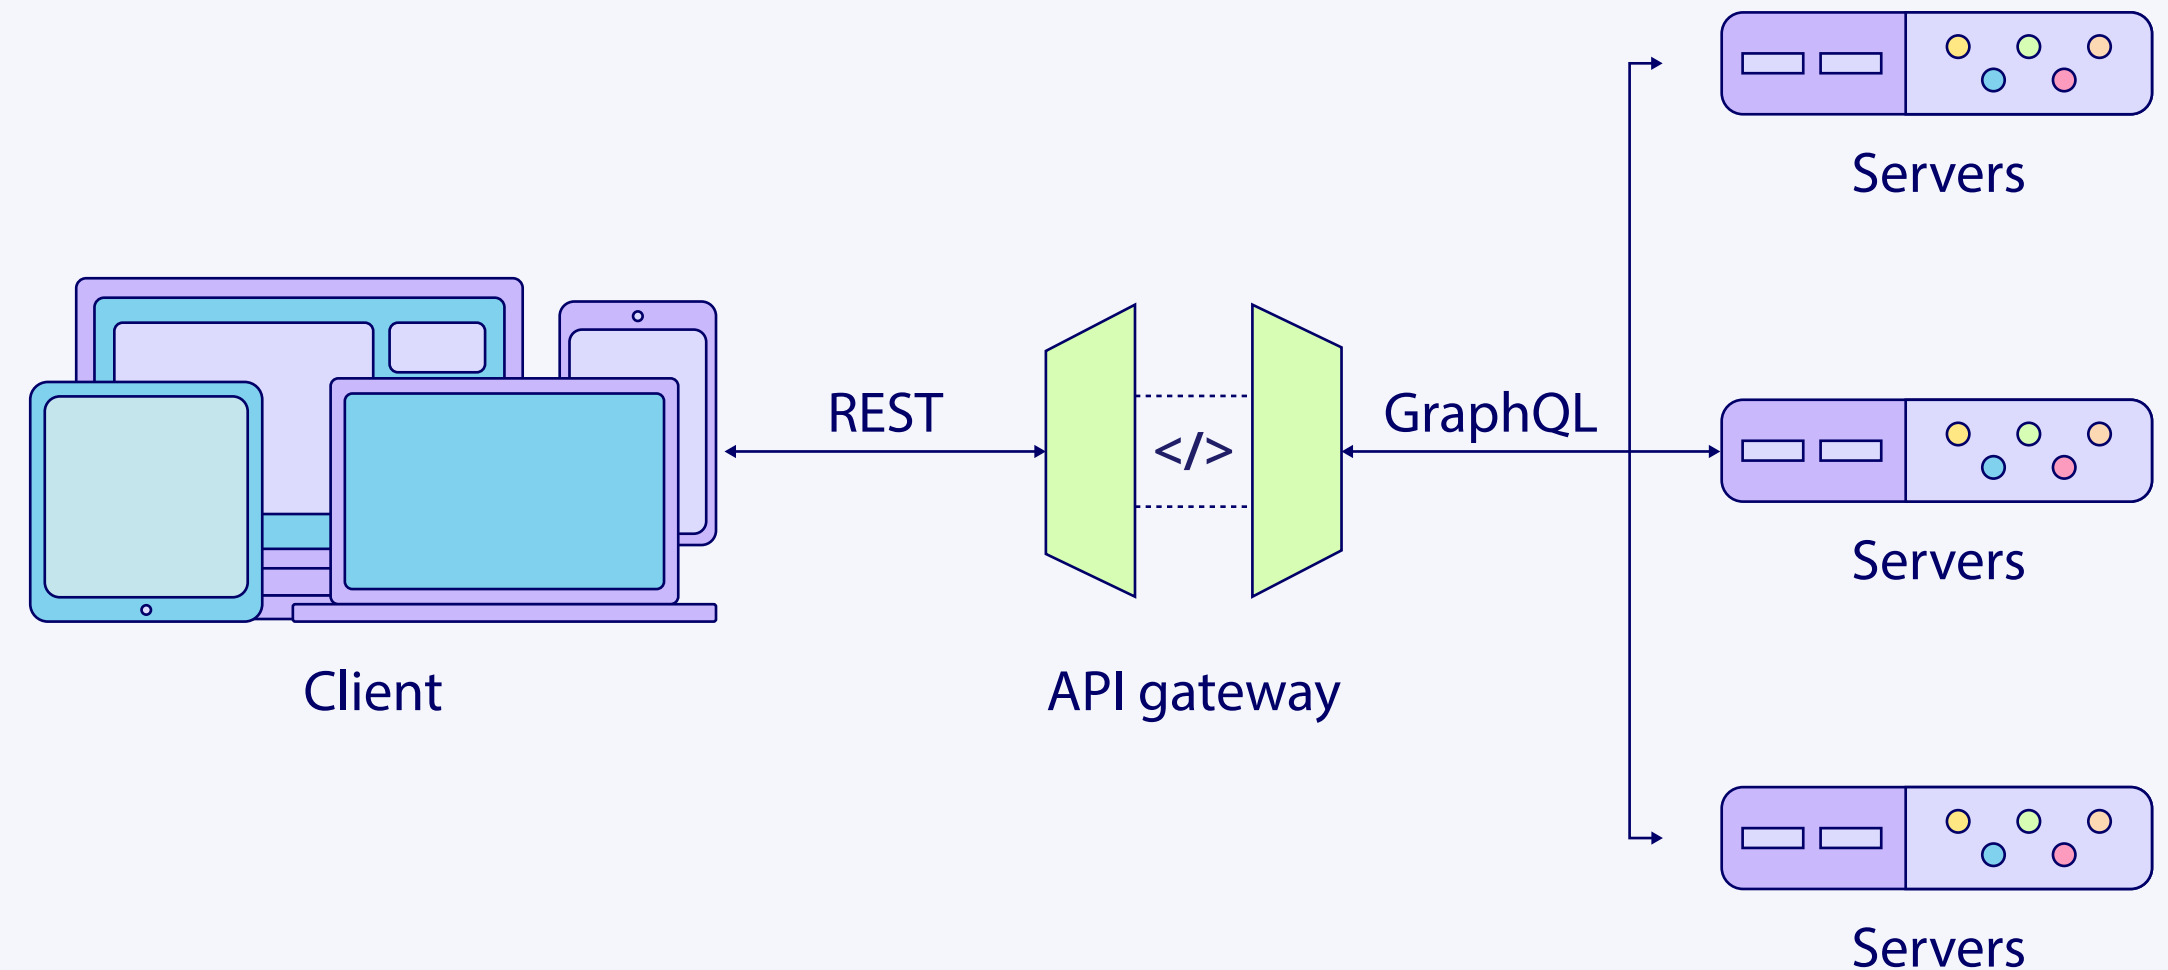 Servers
REST
</>
GraphQL
Servers
Client
API gateway
Servers